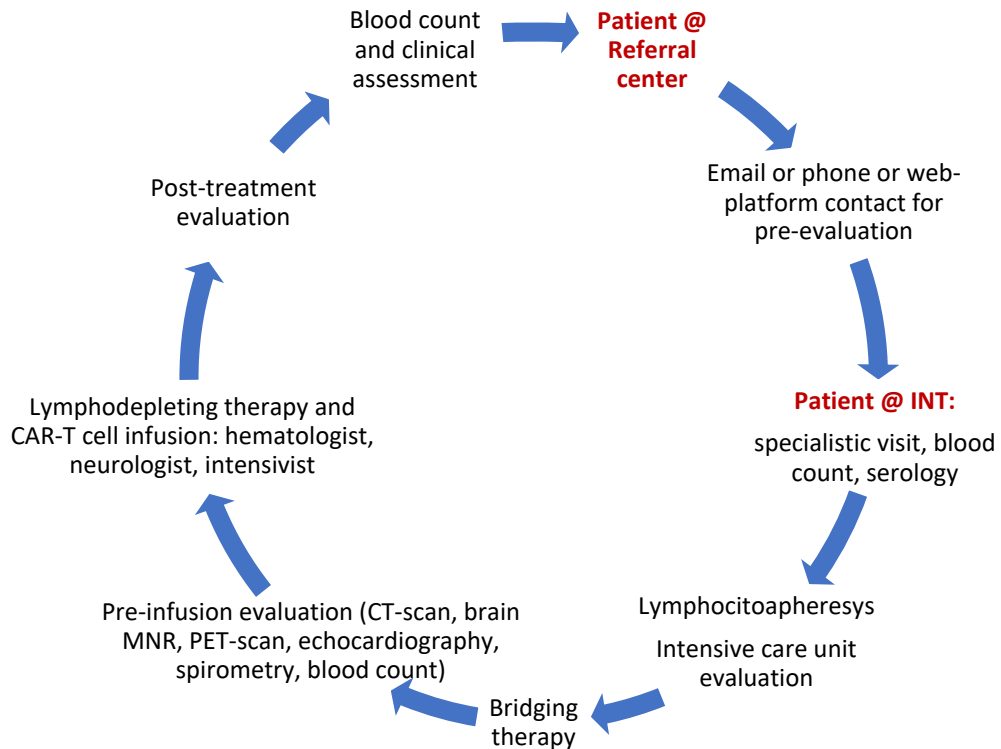 Blood count
and clinical
assessment
Patient @
Referral
center
Email or phone or web-
platform contact for
pre-evaluation
Patient @ INT:
specialistic visit, blood
count, serology
Lymphocitoapheresys
Intensive care unit
evaluation
Bridging
therapy
Pre-infusion evaluation (CT-scan, brain
MNR, PET-scan, echocardiography,
spirometry, blood count)
Lymphodepleting therapy and
CAR-T cell infusion: hematologist,
neurologist, intensivist
Post-treatment
evaluation